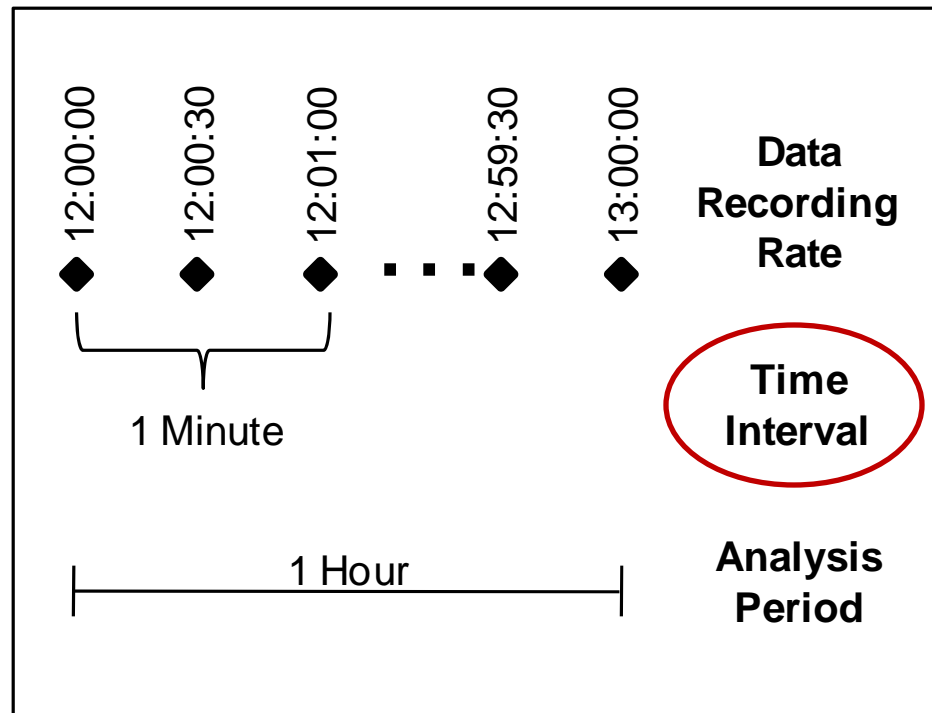 12:00:00
12:00:30
12:01:00
12:59:30
13:00:00
Data
Recording
Rate
1 Minute
Time
Interval
1 Hour
Analysis
Period